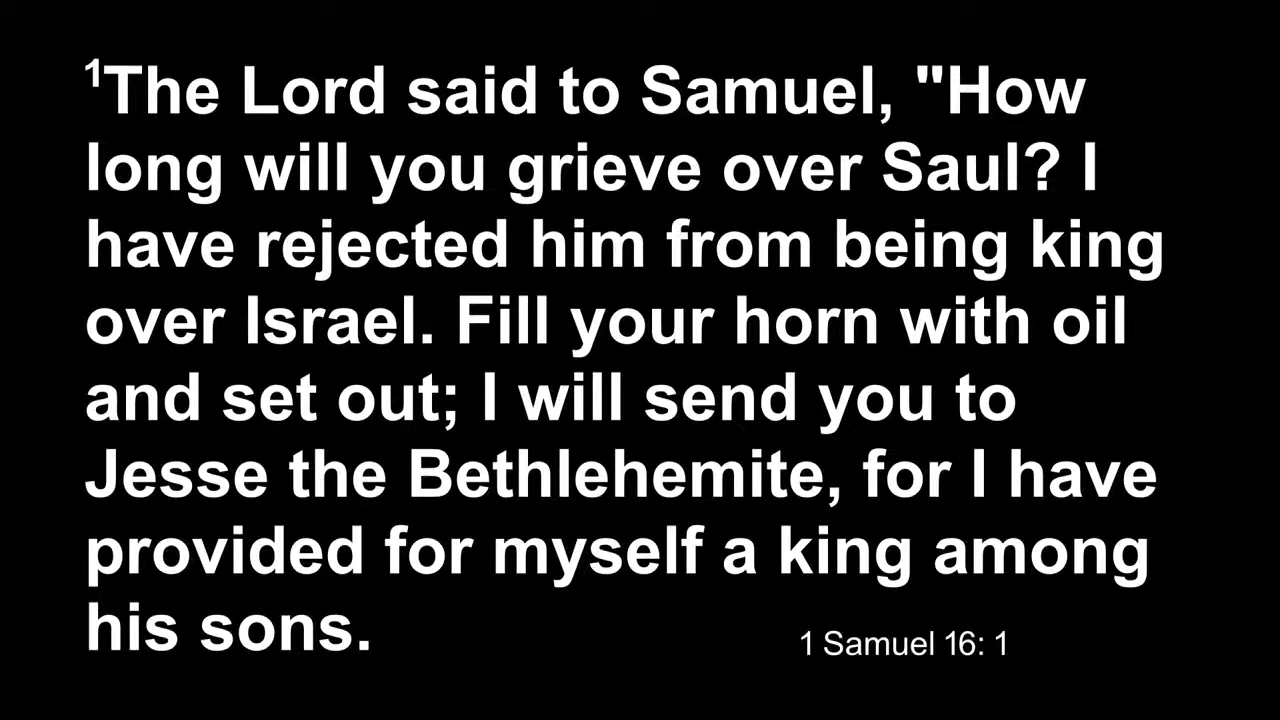 ¹The Lord said to Samuel, "How
long will you grieve over Saul? I
have rejected him from being king
over Israel. Fill your horn with oil
and set out; I will send you to
Jesse the Bethlehemite, for I have
provided for myself a king among
his sons.
1 Samuel 16: 1